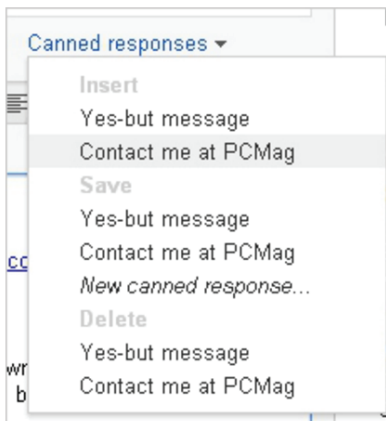 Canned responses
Insert
Yes-but message
Contact me at PCMag
Save
Yes-but message
Contact me at PCMag
New canned response...
Delete
Yes-but message
Contact me at PCMag